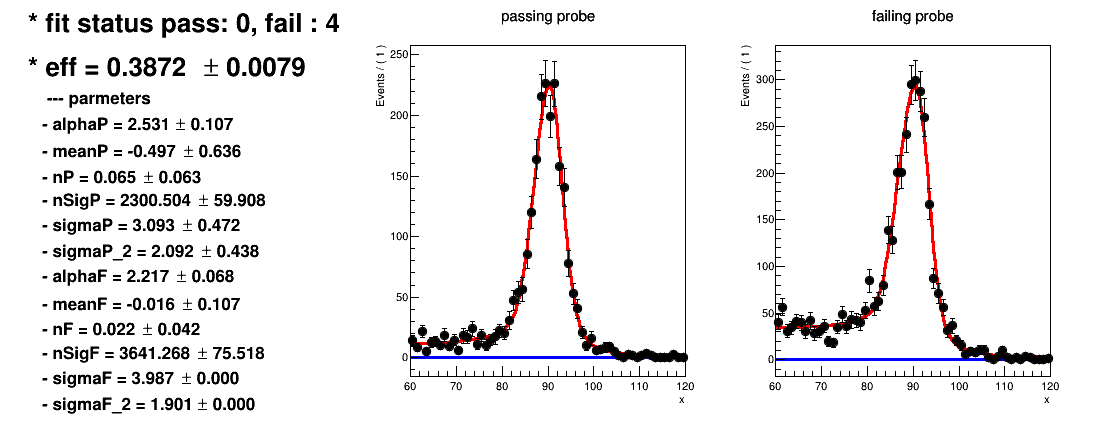 * fit status pass: 0, fail : 4
* eff = 0.3872 ± 0.0079
--- parmeters
- alphaP = 2.531 ± 0.107
- meanP = -0.497 ± 0.636
- nP = 0.065 ± 0.063
- nSigP = 2300.504 ± 59.908
- sigmaP = 3.093 ± 0.472
- sigmaP_2 = 2.092 ± 0.438
- alphaF = 2.217 ± 0.068
- meanF = -0.016 ± 0.107
- nF = 0.022 ± 0.042
- nSigF = 3641.268 ± 75.518
- sigmaF = 3.987 ± 0.000
- sigmaF_2 = 1.901 ± 0.000
passing probe
Events / ( 1 )
250
200
150
100
50
0
60 70 80 90 100 110 120
x
failing probe
Events / ( 1 )
300
250
200
150
100
50
0
60 70 80 90 100 110 120
x